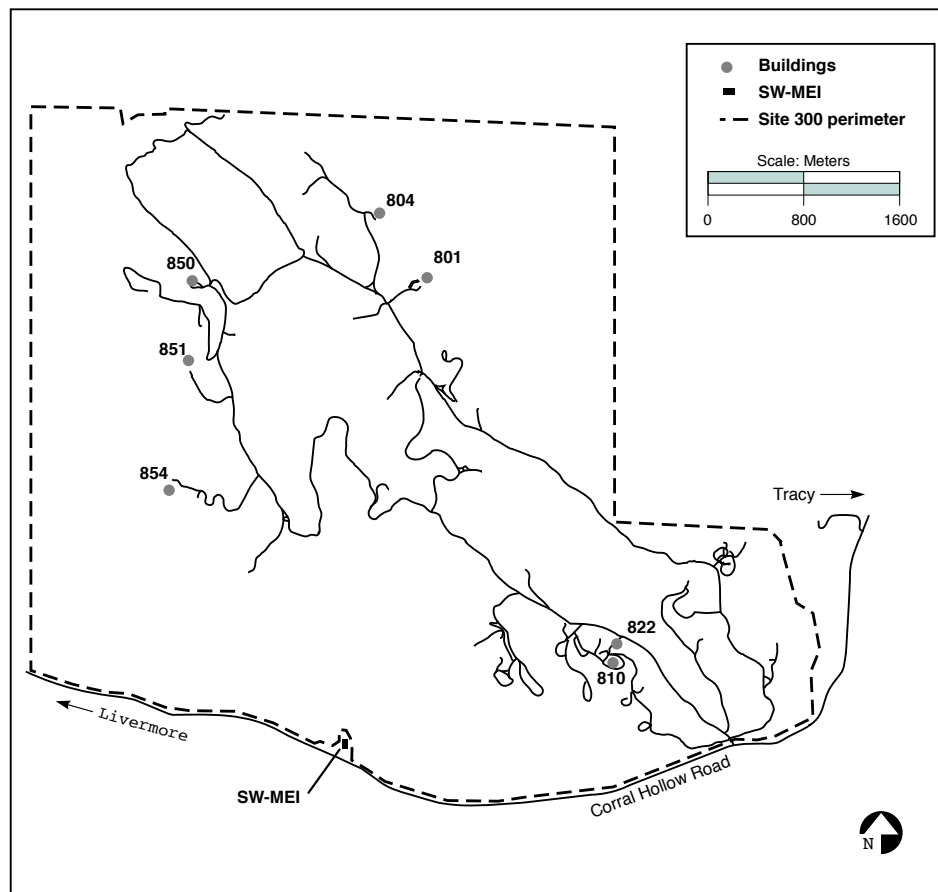 Buildings
SW-MEI
Site 300 perimeter
Scale: Meters
0 800 1600
804
801
850
851
854
Tracy
822
810
Livermore
SW-MEI
Corral Hollow Road
N